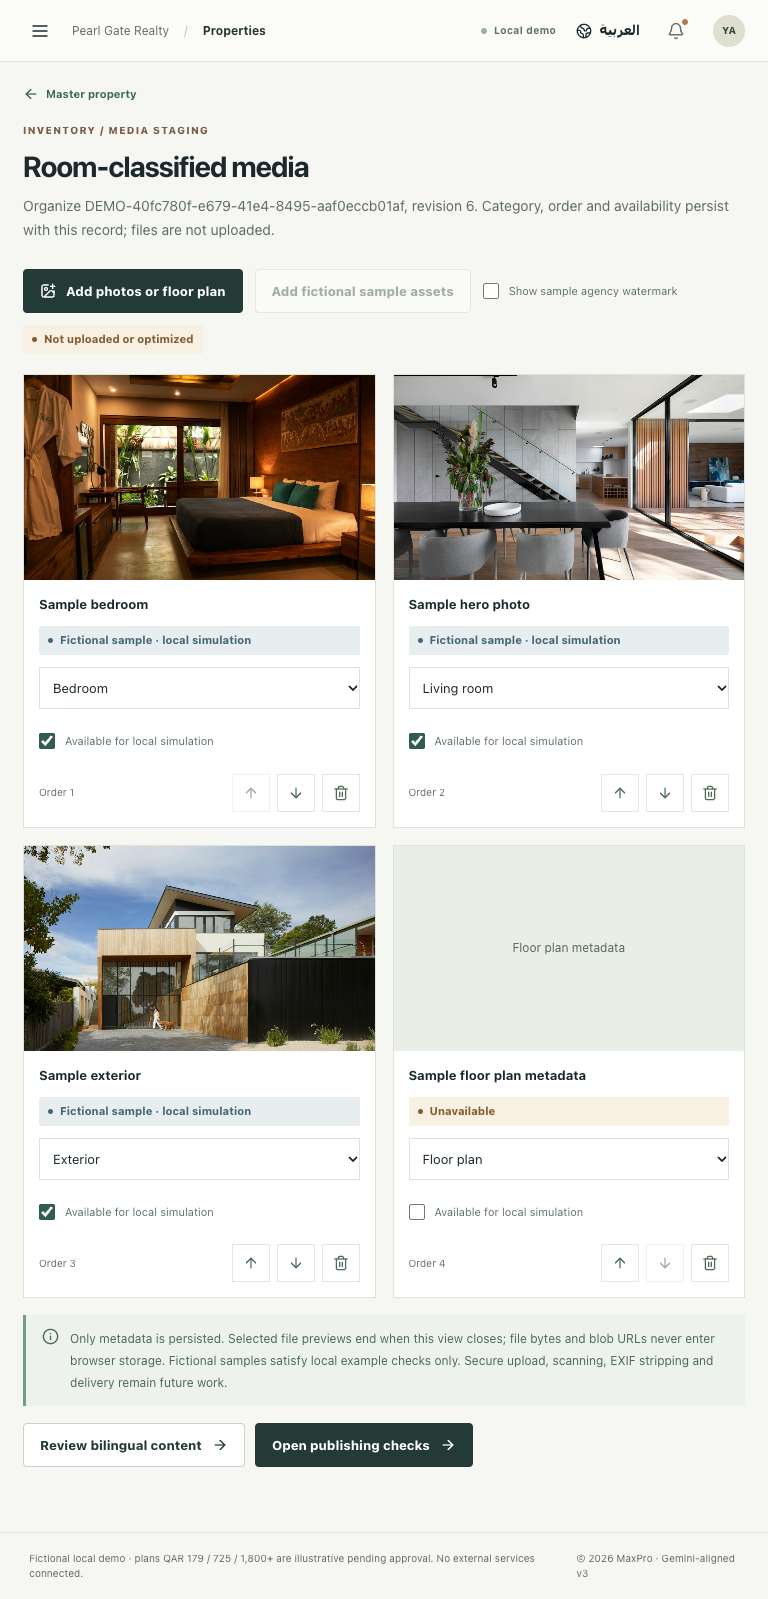 Pearl Gate Realty / Properties
Local demo
العربية
YA
Master property
INVENTORY / MEDIA STAGING
Room-classified media
Organize DEMO-40fc780f-e679-41e4-8495-aaf0eccb01af, revision 6. Category, order and availability persist
with this record; files are not uploaded.
Add photos or floor plan
Add fictional sample assets
Show sample agency watermark
Not uploaded or optimized
Sample bedroom
Fictional sample · local simulation
Bedroom
Available for local simulation
Order 1
Sample hero photo
Fictional sample · local simulation
Living room
Available for local simulation
Order 2
Sample exterior
Fictional sample · local simulation
Exterior
Available for local simulation
Order 3
Floor plan metadata
Sample floor plan metadata
Unavailable
Floor plan
Available for local simulation
Order 4
Only metadata is persisted. Selected file previews end when this view closes; file bytes and blob URLs never enter
browser storage. Fictional samples satisfy local example checks only. Secure upload, scanning, EXIF stripping and
delivery remain future work.
Review bilingual content
Open publishing checks
Fictional local demo · plans QAR 179 / 725 / 1,800+ are illustrative pending approval. No external services
connected.
© 2026 MaxPro · Gemini-aligned
v3